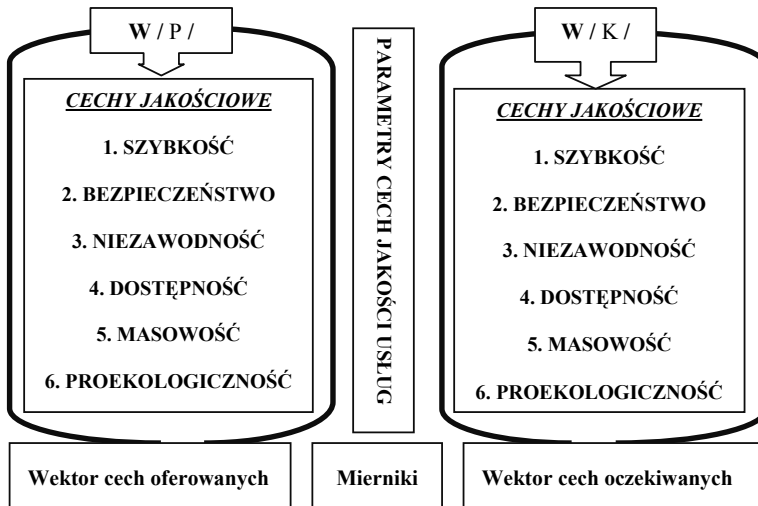 W / P /
CECHY JAKOŚCIOWE
1. SZYBKOŚĆ
2. BEZPIECZEŃSTWO
3. NIEZAWODNOŚĆ
4. DOSTĘPNOŚĆ
5. MASOWOŚĆ
6. PROEKOLOGICZNOŚĆ
Wektor cech oferowanych
PARAMETRY CECH JAKOŚCI USŁUG
Mierniki
W / K /
CECHY JAKOŚCIOWE
1. SZYBKOŚĆ
2. BEZPIECZEŃSTWO
3. NIEZAWODNOŚĆ
4. DOSTĘPNOŚĆ
5. MASOWOŚĆ
6. PROEKOLOGICZNOŚĆ
Wektor cech oczekiwanych